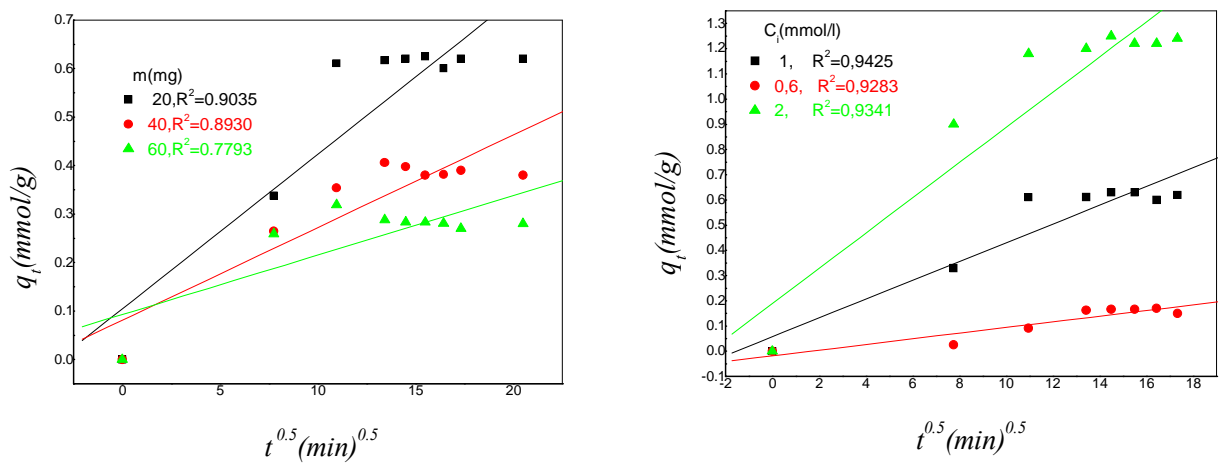 0.7
0.6
0.5
0.4
0.3
0.2
0.1
0.0
q_t(mmol/g)
m(mg)
20,R²=0.9035
40,R²=0.8930
60,R²=0.7793
0 5 10 15 20
t^0.5(min)^0.5
1.3
1.2
1.1
1.0
0.9
0.8
0.7
0.6
0.5
0.4
0.3
0.2
0.1
0.0
-0.1
q_t(mmol/g)
C_i(mmol/l)
1, R²=0,9425
0,6, R²=0,9283
2, R²=0,9341
-2 0 2 4 6 8 10 12 14 16 18
t^0.5(min)^0.5